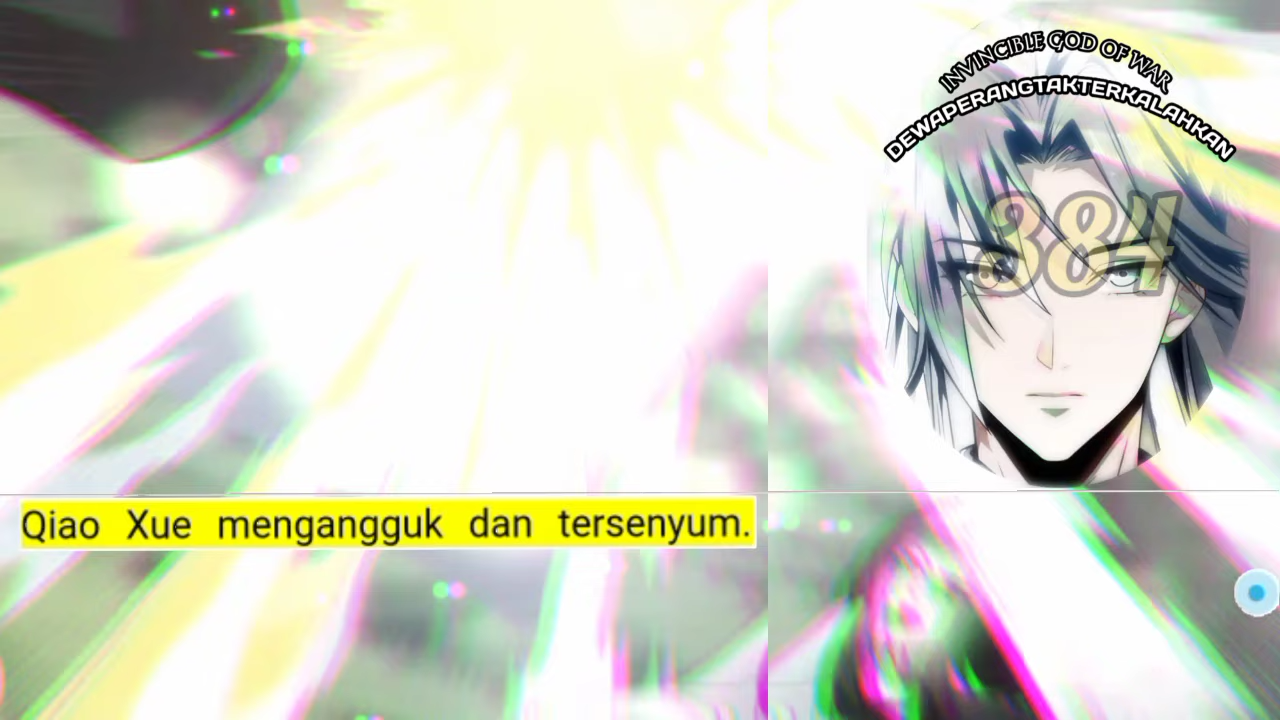 INVINCIBLE GOD OF WAR
DEWAPERANGTAKTERKALAHKAN
384
Qiao Xue mengangguk dan tersenyum.